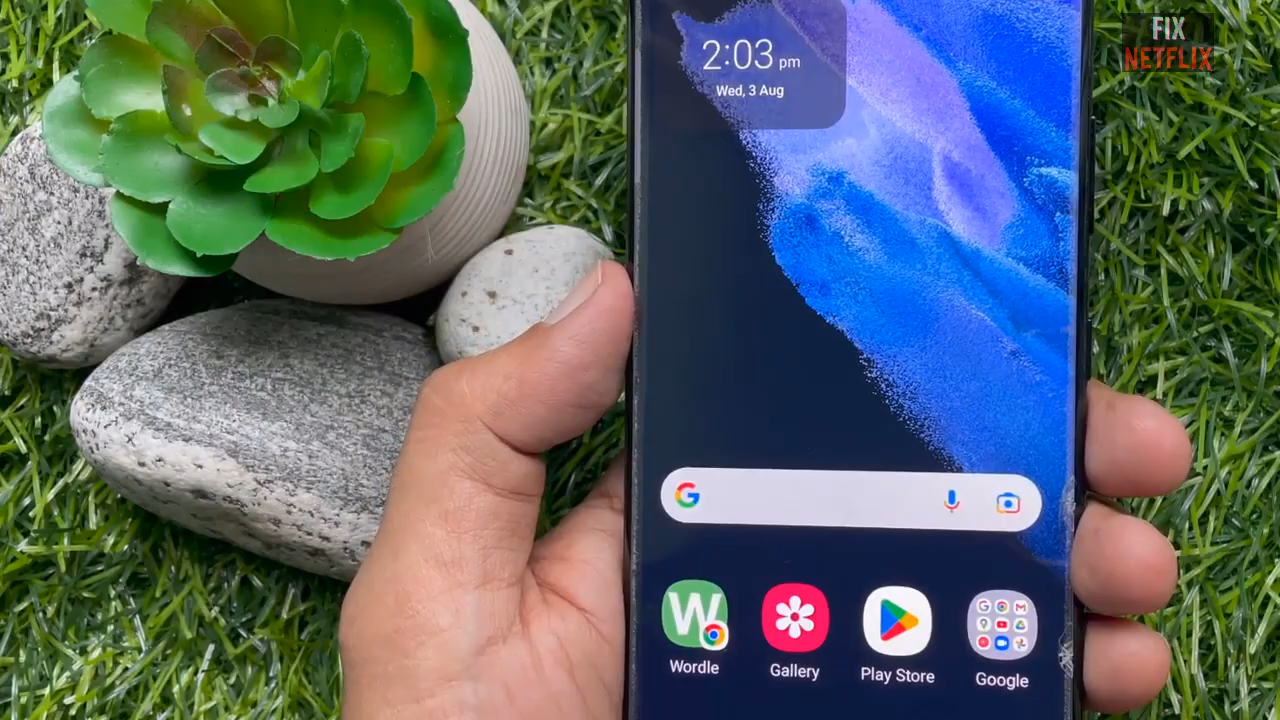 FIX
NETFLIX
2:03 pm
Wed, 3 Aug
G
W
Wordle
Gallery
Play Store
Google